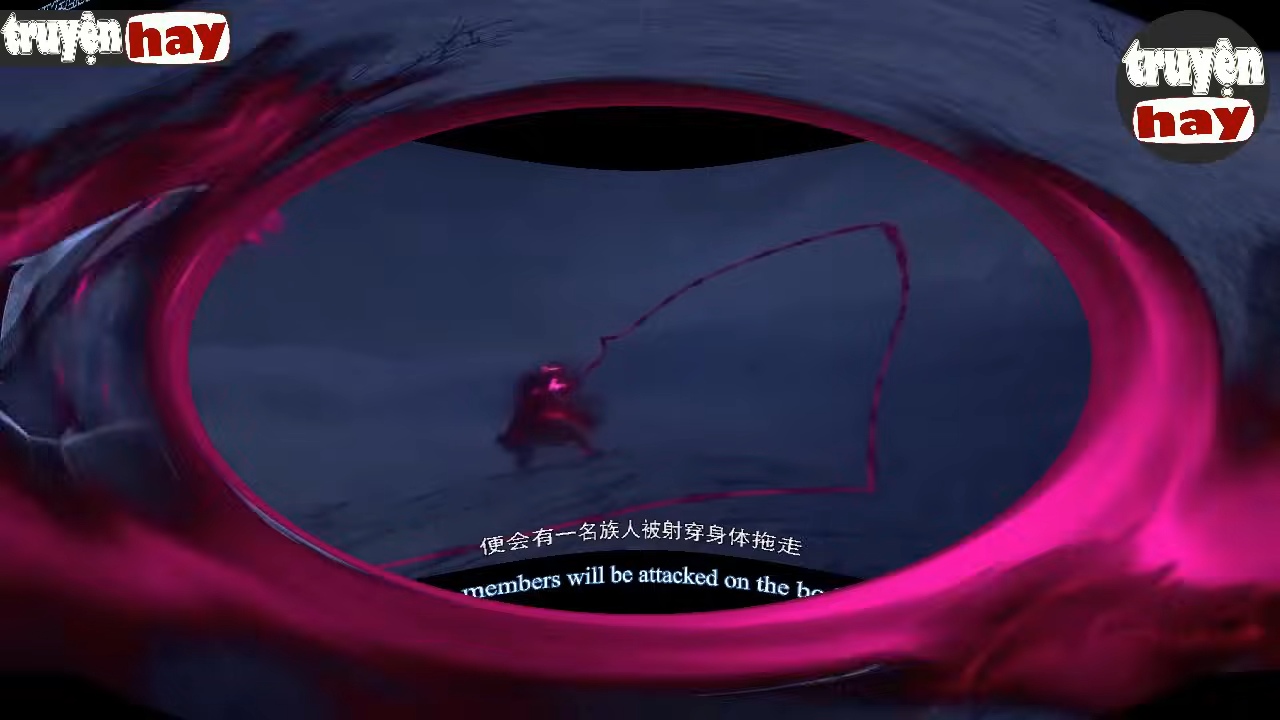 truyện hay
truyện
hay
便会有一名族人被射穿身体拖走
members will be attacked on the